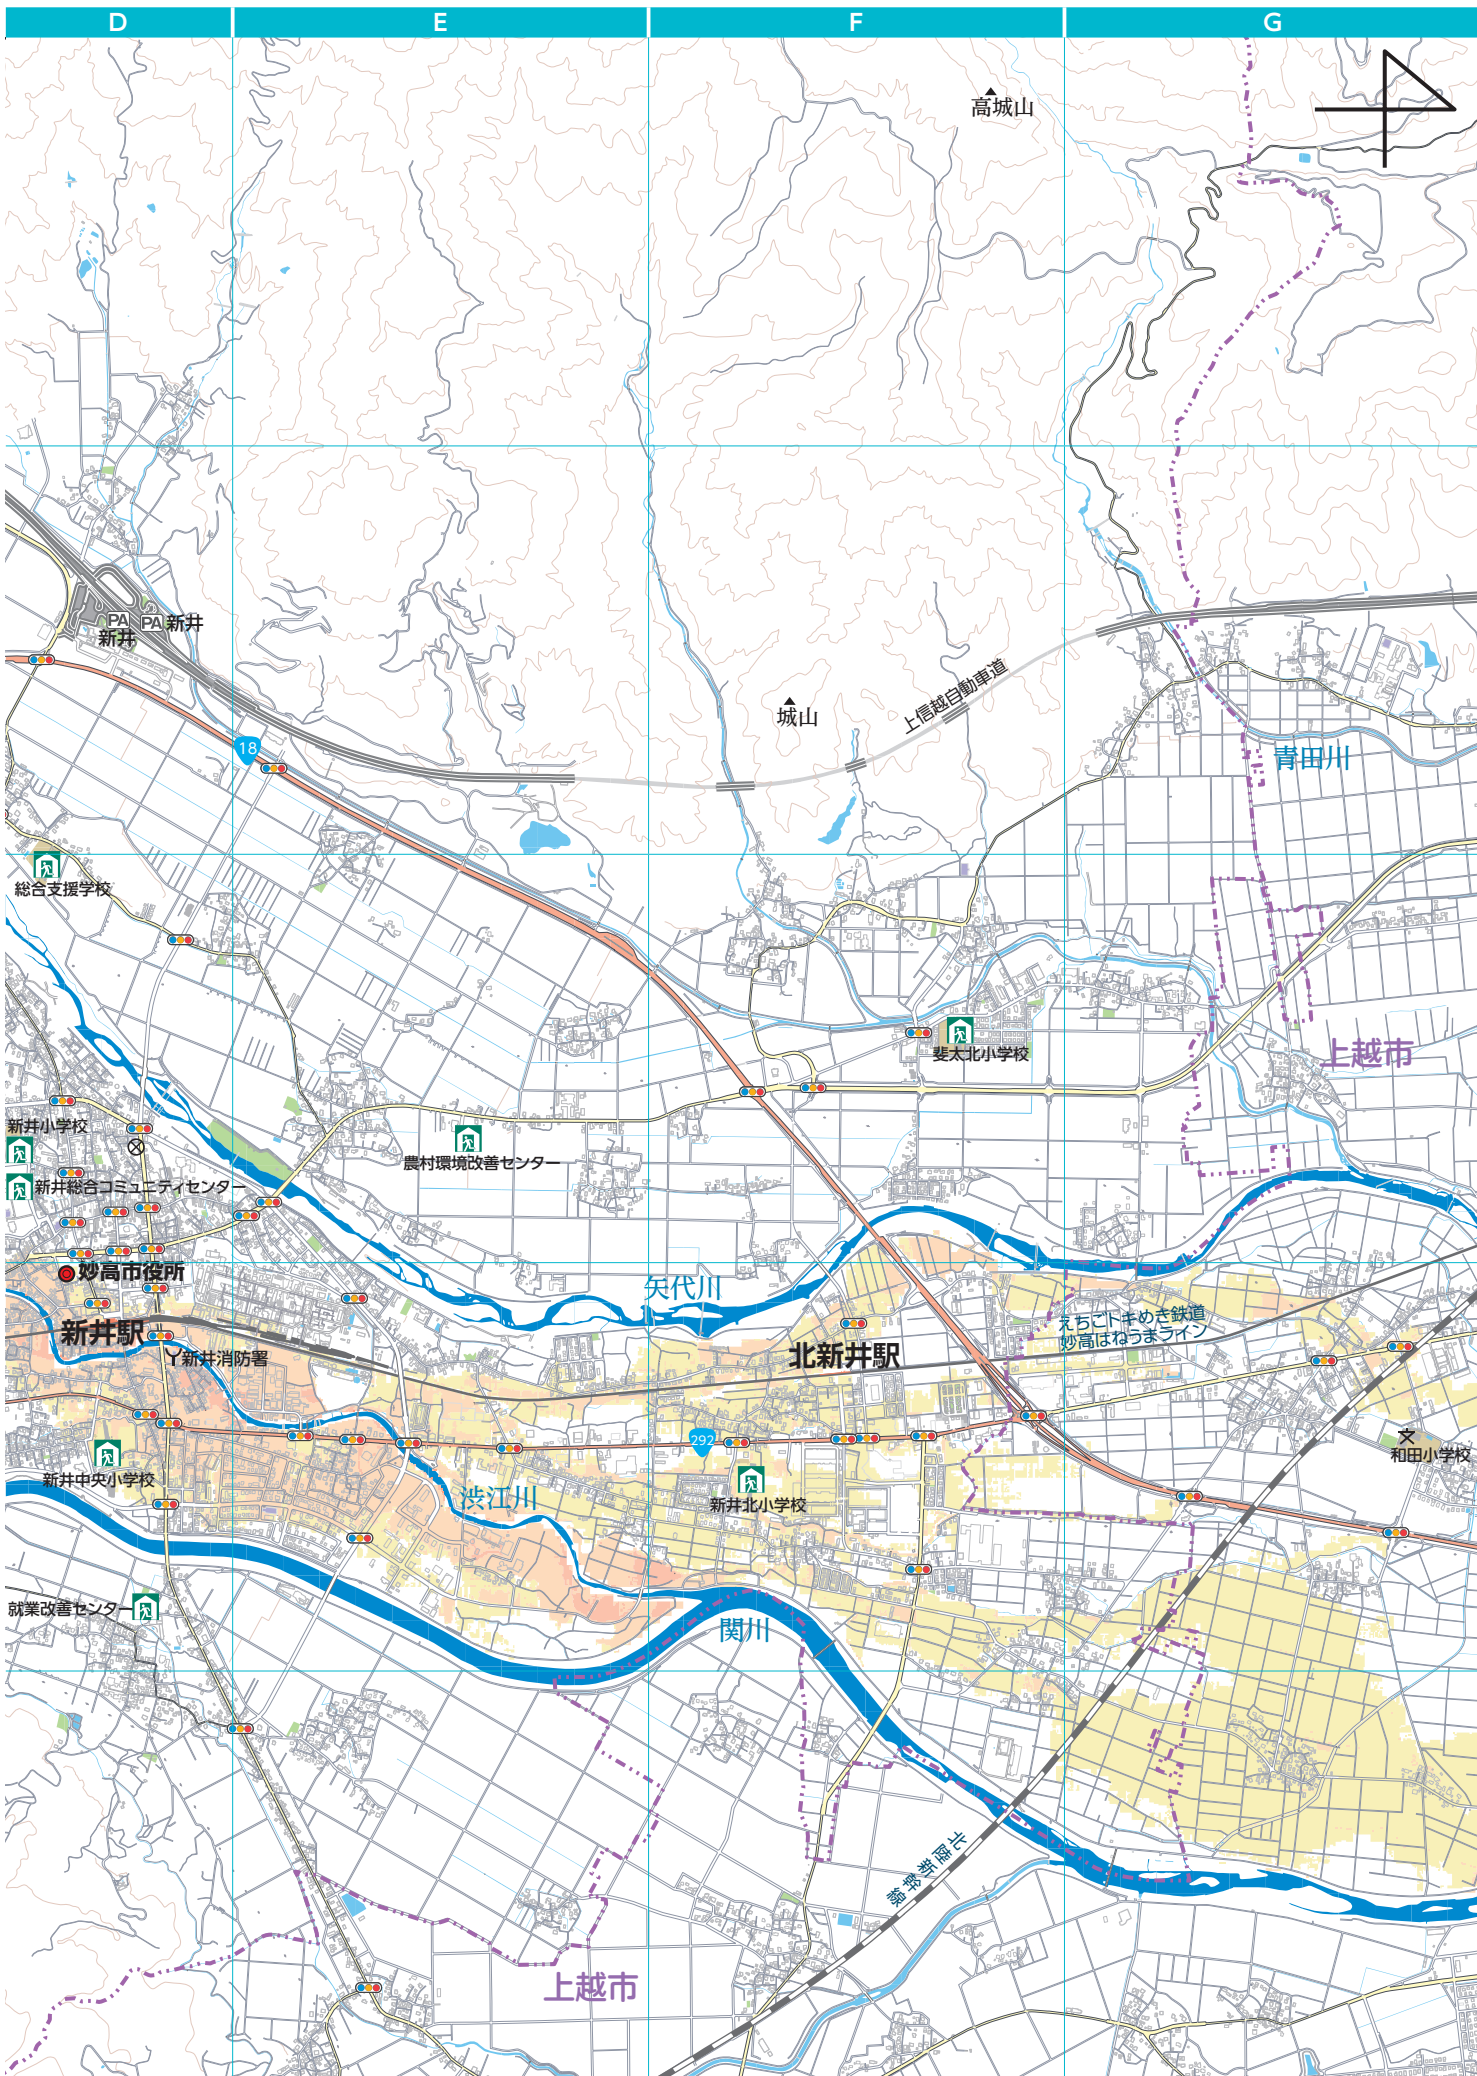 D
E
F
G
高城山
PA
PA
新井
新井
城山
上信越自動車道
18
青田川
総合支援学校
斐太北小学校
上越市
新井小学校
農村環境改善センター
新井総合コミュニティセンター
妙高市役所
矢代川
えちごトキめき鉄道
妙高はねうまライン
新井駅
新井消防署
北新井駅
292
和田小学校
新井中央小学校
渋江川
新井北小学校
就業改善センター
関川
北陸新幹線
上越市